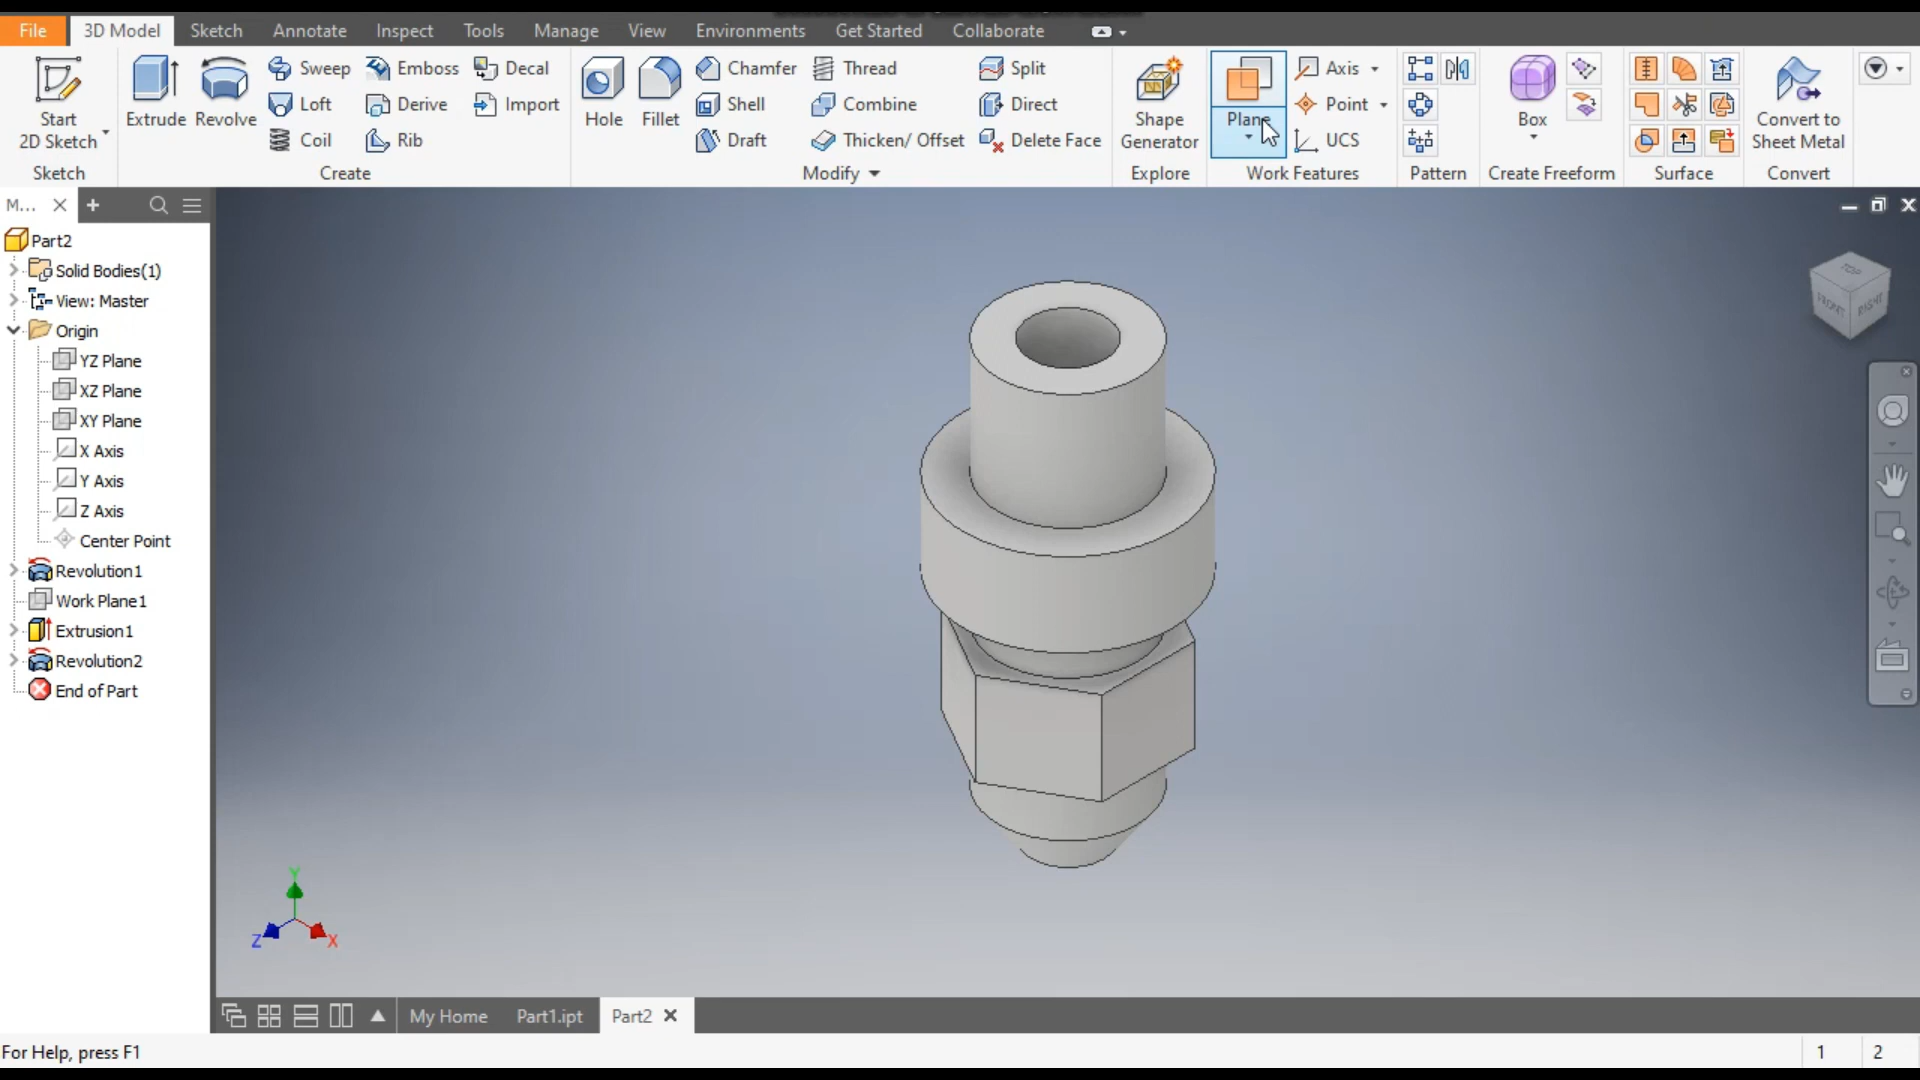 File 3D Model Sketch Annotate Inspect Tools Manage View Environments Get Started Collaborate
Start
2D Sketch
Sketch
Extrude Revolve
Sweep
Loft
Coil
Emboss
Derive
Rib
Decal
Import
Create
Hole Fillet
Chamfer
Shell
Draft
Thread
Combine
Thicken/ Offset
Split
Direct
Delete Face
Modify
Shape
Generator
Explore
Plane
Axis
Point
UCS
Work Features
Pattern
Box
Create Freeform
Surface
Convert to
Sheet Metal
Convert
M...
Part2
Solid Bodies(1)
View: Master
Origin
YZ Plane
XZ Plane
XY Plane
X Axis
Y Axis
Z Axis
Center Point
Revolution1
Work Plane1
Extrusion1
Revolution2
End of Part
TOP
FRONT RIGHT
Y
Z X
My Home Part1.ipt Part2
For Help, press F1
1 2